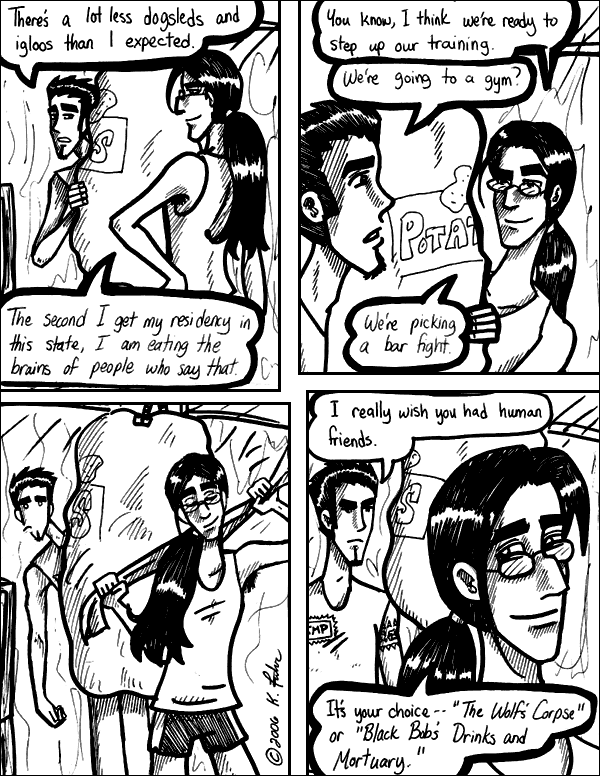 There's a lot less dogsleds and
igloos than I expected.
S
The second I get my residency in
this state, I am eating the
brains of people who say that.
You know, I think we're ready to
step up our training.
We're going to a gym?
POTAT
We're picking
a bar fight.
S
©2006 K.
I really wish you had human
friends.
S
MP
It's your choice -- "The Wolf's Corpse"
or "Black Bob's Drinks and
Mortuary."